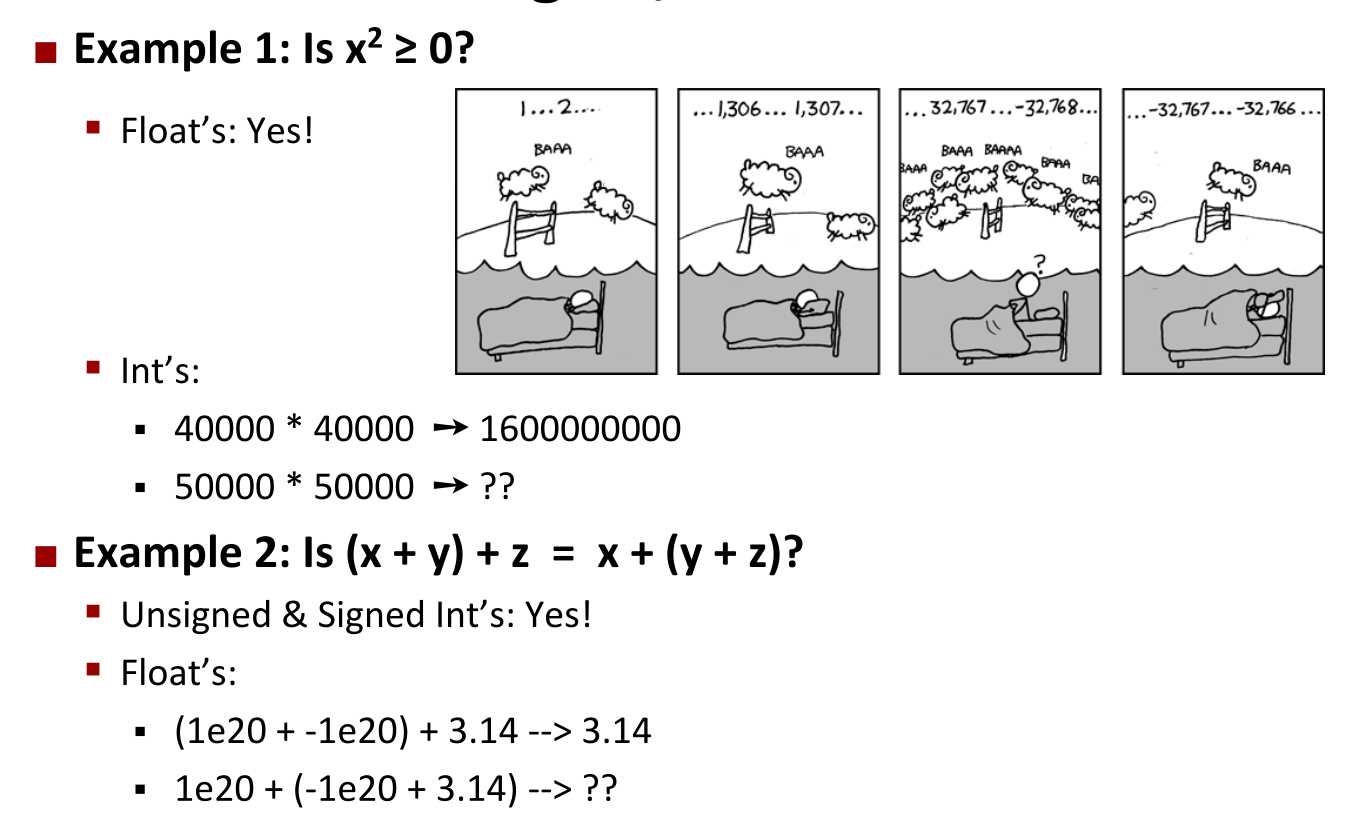 Example 1: Is x² ≥ 0?
Float's: Yes!
1...2....
BAAA
...1,306... 1,307...
BAAA
...32,767...-32,768...
BAAA BAAA BAAAA BAAA BA
...-32,767... -32,766...
BAAA
?
Int's:
40000 * 40000 → 1600000000
50000 * 50000 → ??
Example 2: Is (x + y) + z = x + (y + z)?
Unsigned & Signed Int's: Yes!
Float's:
(1e20 + -1e20) + 3.14 --> 3.14
1e20 + (-1e20 + 3.14) --> ??